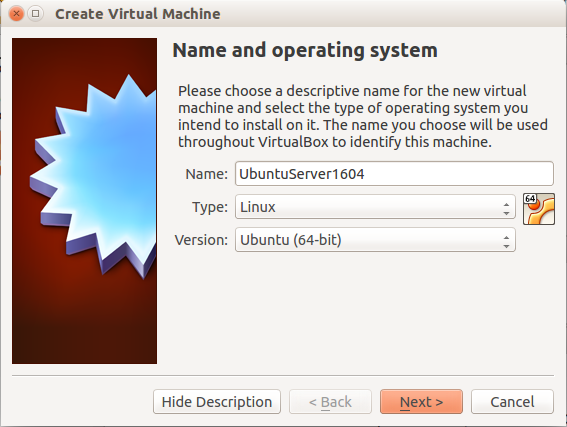 Create Virtual Machine
Name and operating system
Please choose a descriptive name for the new virtual
machine and select the type of operating system you
intend to install on it. The name you choose will be used
throughout VirtualBox to identify this machine.
Name: UbuntuServer1604
Type: Linux
64
Version: Ubuntu (64-bit)
Hide Description < Back Next > Cancel